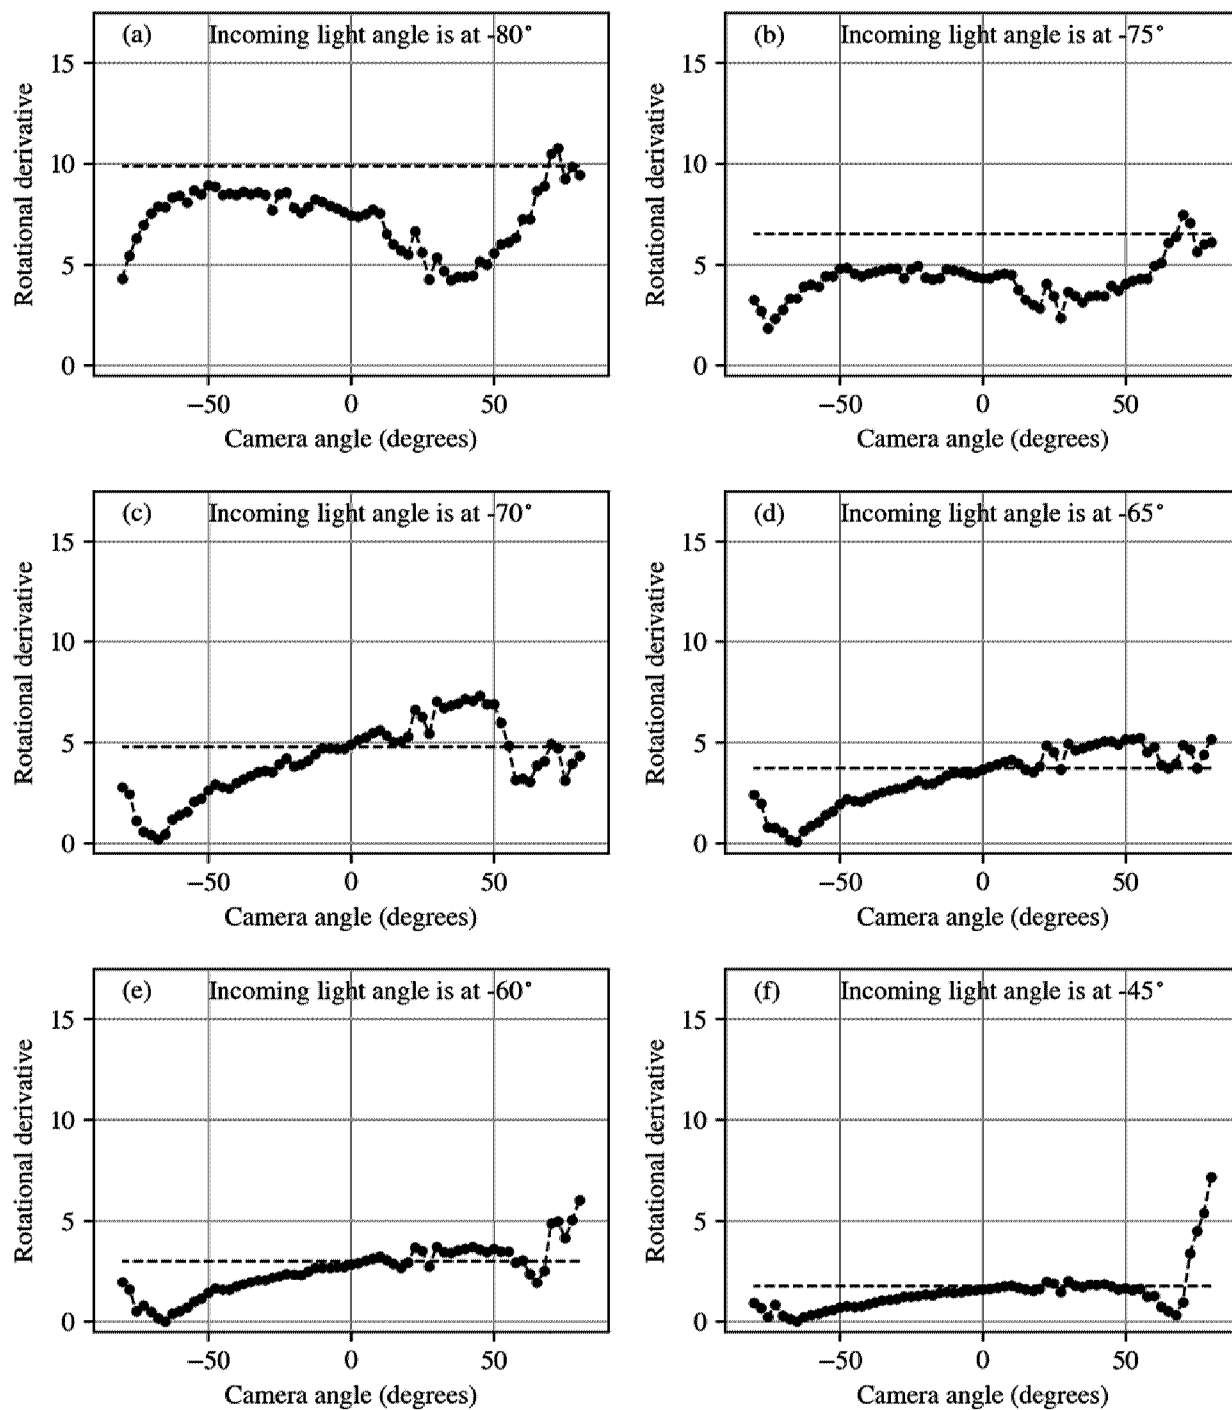 (a) Incoming light angle is at -80°
Rotational derivative
15
10
5
0
−50 0 50
Camera angle (degrees)
(b) Incoming light angle is at -75°
Rotational derivative
15
10
5
0
−50 0 50
Camera angle (degrees)
(c) Incoming light angle is at -70°
Rotational derivative
15
10
5
0
−50 0 50
Camera angle (degrees)
(d) Incoming light angle is at -65°
Rotational derivative
15
10
5
0
−50 0 50
Camera angle (degrees)
(e) Incoming light angle is at -60°
Rotational derivative
15
10
5
0
−50 0 50
Camera angle (degrees)
(f) Incoming light angle is at -45°
Rotational derivative
15
10
5
0
−50 0 50
Camera angle (degrees)